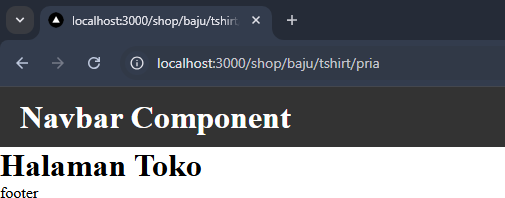 localhost:3000/shop/baju/tshirt
localhost:3000/shop/baju/tshirt/pria
Navbar Component
Halaman Toko
footer